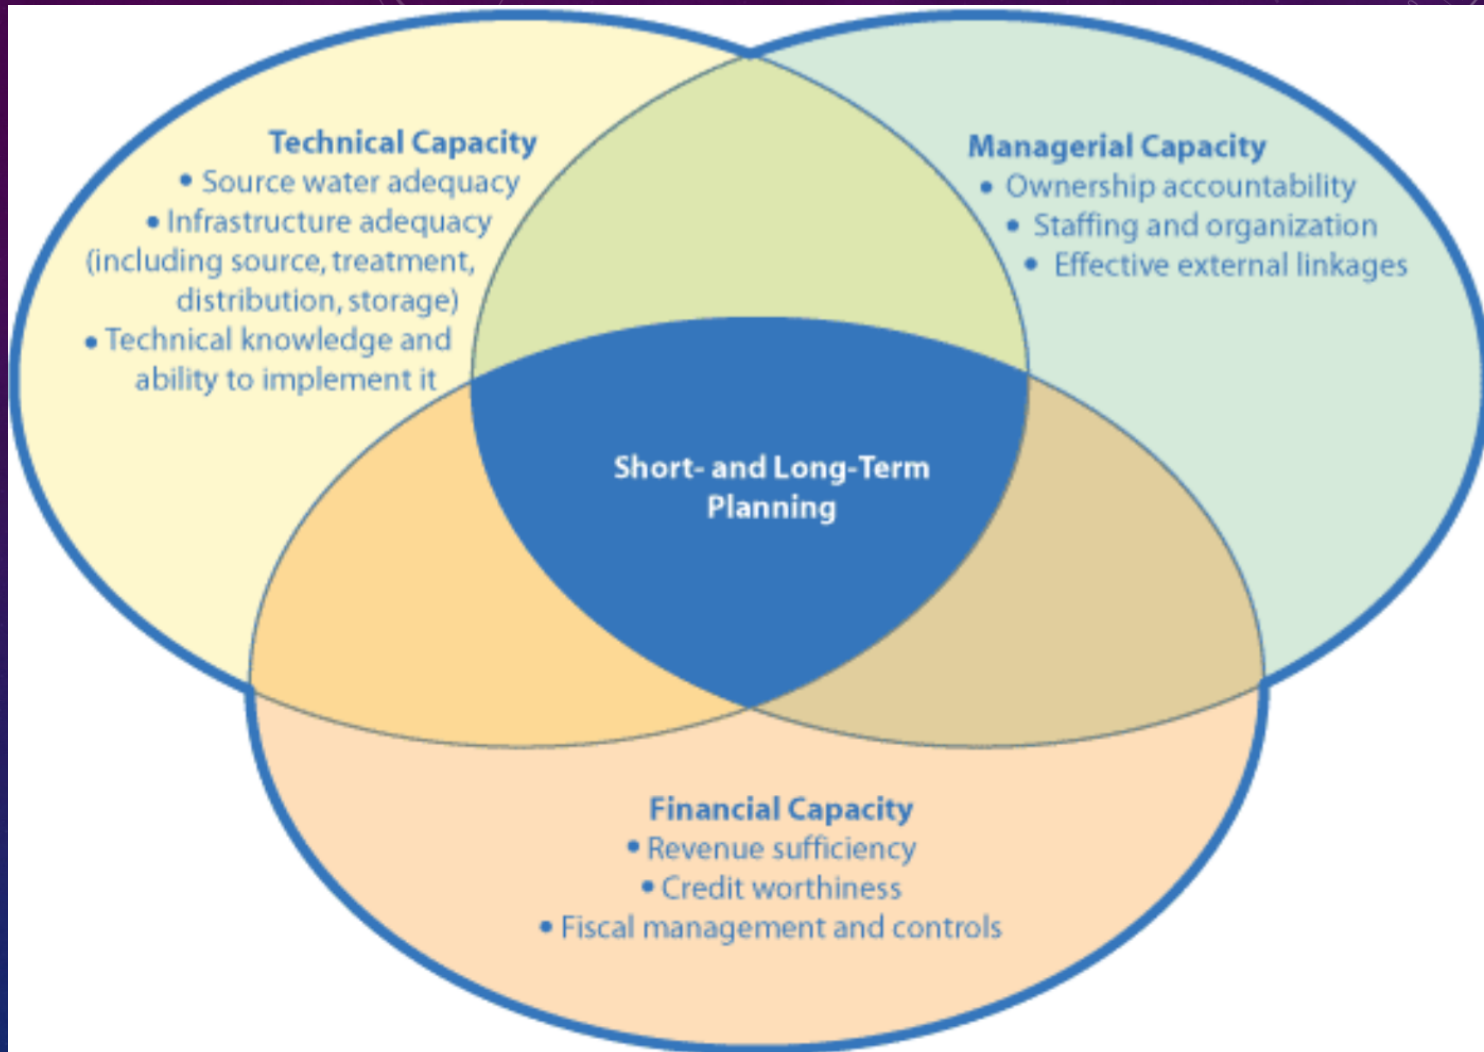 Technical Capacity
• Source water adequacy
• Infrastructure adequacy
(including source, treatment,
distribution, storage)
• Technical knowledge and
ability to implement it
Managerial Capacity
• Ownership accountability
• Staffing and organization
• Effective external linkages
Short- and Long-Term
Planning
Financial Capacity
• Revenue sufficiency
• Credit worthiness
• Fiscal management and controls